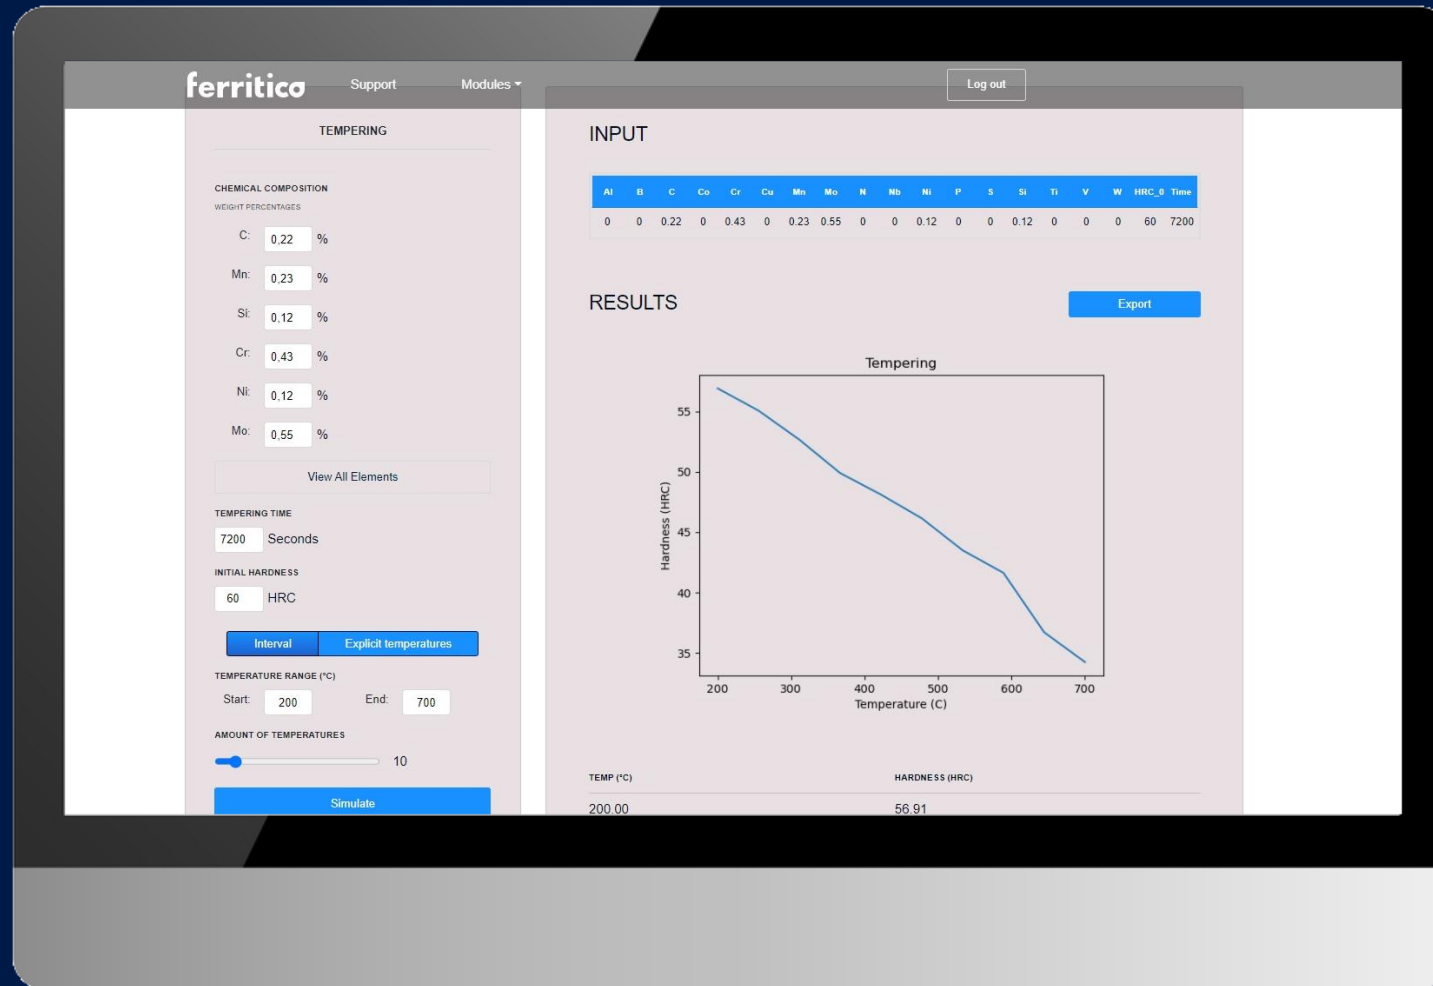 ferritico Support Modules Log out
TEMPERING
CHEMICAL COMPOSITION
WEIGHT PERCENTAGES
C: 0,22 %
Mn: 0,23 %
Si: 0,12 %
Cr: 0,43 %
Ni: 0,12 %
Mo: 0,55 %
View All Elements
TEMPERING TIME
7200 Seconds
INITIAL HARDNESS
60 HRC
Interval Explicit temperatures
TEMPERATURE RANGE (°C)
Start: 200 End: 700
AMOUNT OF TEMPERATURES
10
Simulate
INPUT
Al B C Co Cr Cu Mn Mo N Nb Ni P S Si Ti V W HRC_0 Time
0 0 0.22 0 0.43 0 0.23 0.55 0 0 0.12 0 0 0.12 0 0 0 60 7200
RESULTS
Export
Tempering
Hardness (HRC)
55
50
45
40
35
200 300 400 500 600 700
Temperature (C)
TEMP (°C) HARDNESS (HRC)
200.00 56.91